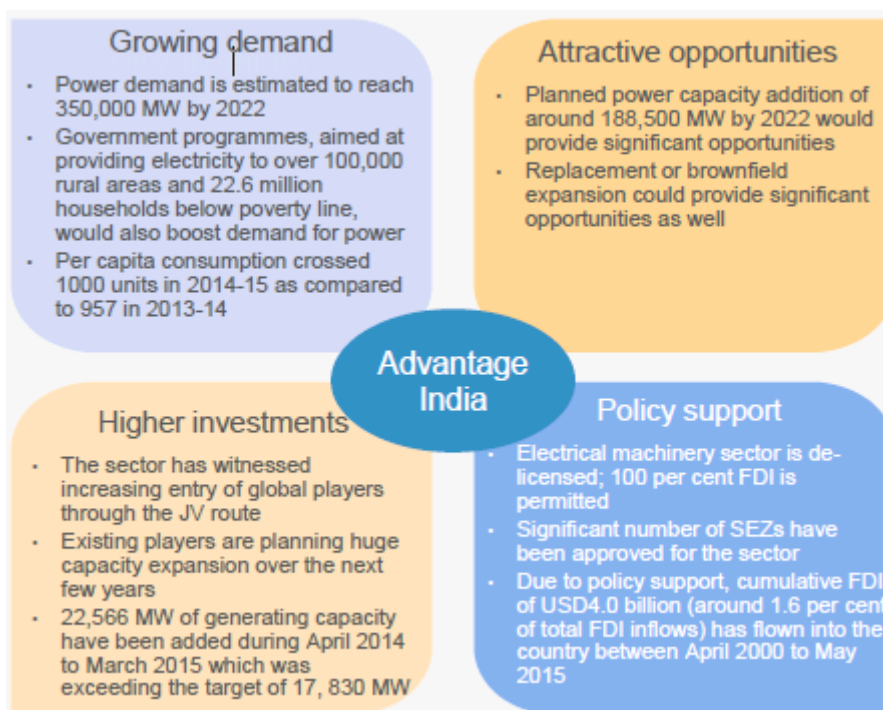 Growing demand
• Power demand is estimated to reach
350,000 MW by 2022
• Government programmes, aimed at
providing electricity to over 100,000
rural areas and 22.6 million
households below poverty line,
would also boost demand for power
• Per capita consumption crossed
1000 units in 2014-15 as compared
to 957 in 2013-14
Attractive opportunities
• Planned power capacity addition of
around 188,500 MW by 2022 would
provide significant opportunities
• Replacement or brownfield
expansion could provide significant
opportunities as well
Advantage
India
Higher investments
• The sector has witnessed
increasing entry of global players
through the JV route
• Existing players are planning huge
capacity expansion over the next
few years
• 22,566 MW of generating capacity
have been added during April 2014
to March 2015 which was
exceeding the target of 17, 830 MW
Policy support
• Electrical machinery sector is de-
licensed; 100 per cent FDI is
permitted
• Significant number of SEZs have
been approved for the sector
• Due to policy support, cumulative FDI
of USD4.0 billion (around 1.6 per cent
of total FDI inflows) has flown into the
country between April 2000 to May
2015